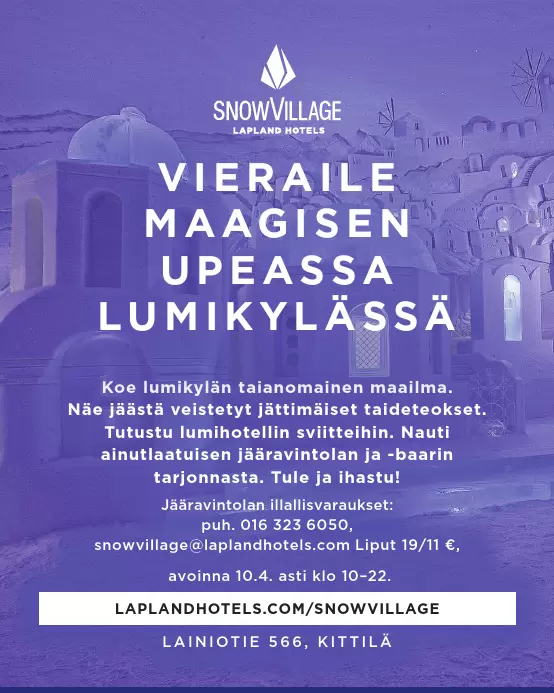 SNOWVILLAGE
LAPLAND HOTELS
VIERAILE
MAAGISEN
UPEASSA
LUMIKYLÄSSÄ
Koe lumikylän taianomainen maailma.
Näe jäästä veistetyt jättimäiset taideteokset.
Tutustu lumihotellin sviitteihin. Nauti
ainutlaatuisen jääravintolan ja -baarin
tarjonnasta. Tule ja ihastu!
Jääravintolan illallisvaraukset:
puh. 016 323 6050,
snowvillage@laplandhotels.com Liput 19/11 €,
avoinna 10.4. asti klo 10–22.
LAPLANDHOTELS.COM/SNOWVILLAGE
LAINIOTIE 566, KITTILÄ